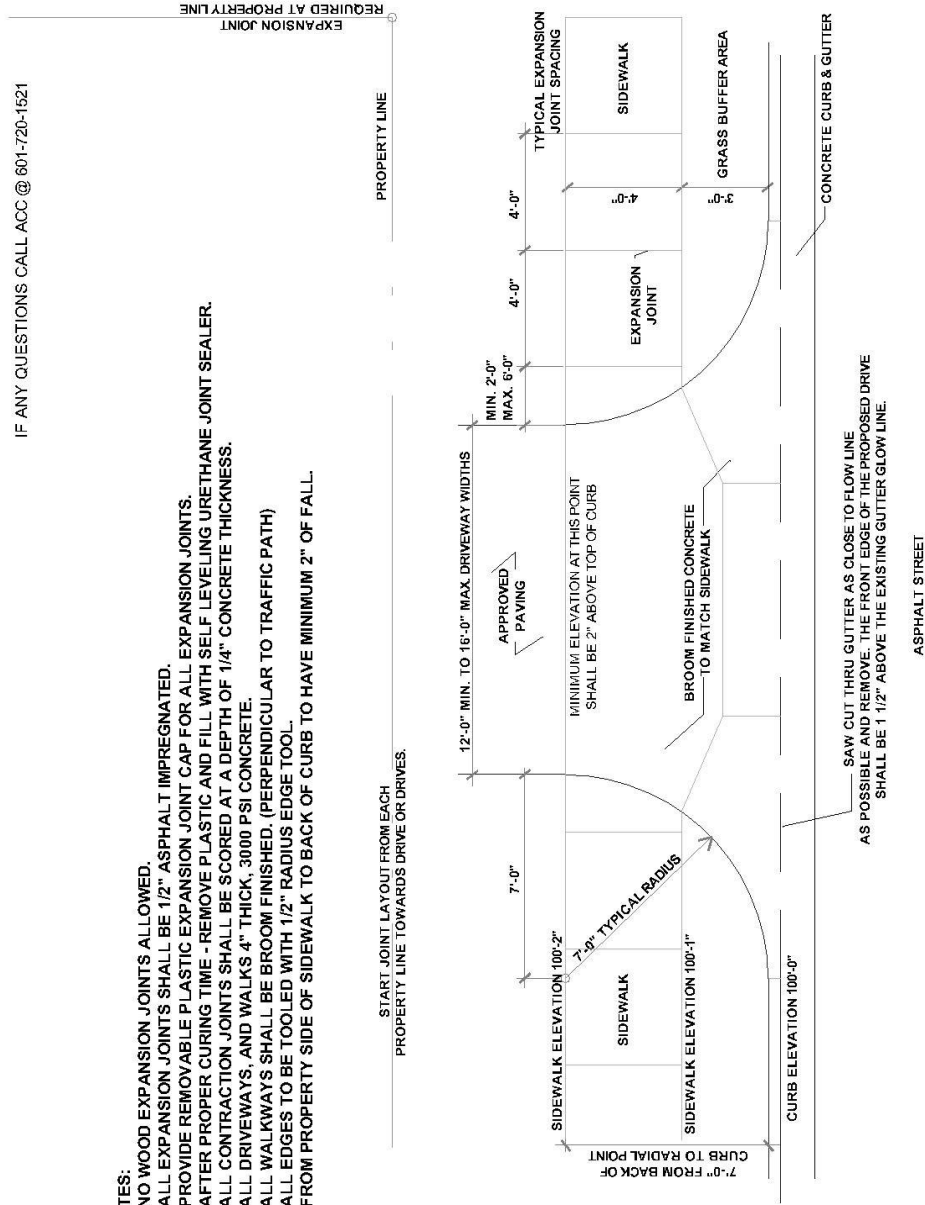 IF ANY QUESTIONS CALL ACC @ 601-720-1521
TES:
NO WOOD EXPANSION JOINTS ALLOWED.
ALL EXPANSION JOINTS SHALL BE 1/2" ASPHALT IMPREGNATED.
PROVIDE REMOVABLE PLASTIC EXPANSION JOINT CAP FOR ALL EXPANSION JOINTS.
AFTER PROPER CURING TIME - REMOVE PLASTIC AND FILL WITH SELF LEVELING URETHANE JOINT SEALER.
ALL CONTRACTION JOINTS SHALL BE SCORED AT A DEPTH OF 1/4" CONCRETE THICKNESS.
ALL DRIVEWAYS, AND WALKS 4" THICK, 3000 PSI CONCRETE.
ALL WALKWAYS SHALL BE BROOM FINISHED. (PERPENDICULAR TO TRAFFIC PATH)
ALL EDGES TO BE TOOLED WITH 1/2" RADIUS EDGE TOOL.
FROM PROPERTY SIDE OF SIDEWALK TO BACK OF CURB TO HAVE MINIMUM 2" OF FALL.
EXPANSION JOINT
REQUIRED AT PROPERTY LINE
START JOINT LAYOUT FROM EACH
PROPERTY LINE TOWARDS DRIVE OR DRIVES.
PROPERTY LINE
12'-0" MIN. TO 16'-0" MAX. DRIVEWAY WIDTHS
7'-0"
MIN. 2'-0"
MAX. 6'-0"
4'-0"
4'-0"
TYPICAL EXPANSION
JOINT SPACING
APPROVED
PAVING
SIDEWALK ELEVATION 100'-2"
MINIMUM ELEVATION AT THIS POINT
SHALL BE 2" ABOVE TOP OF CURB
7'-0" TYPICAL RADIUS
SIDEWALK
EXPANSION
JOINT
4'-0"
SIDEWALK
7'-0" FROM BACK OF
CURB TO RADIAL POINT
SIDEWALK ELEVATION 100'-1"
BROOM FINISHED CONCRETE
TO MATCH SIDEWALK
3'-0"
GRASS BUFFER AREA
CURB ELEVATION 100'-0"
CONCRETE CURB & GUTTER
SAW CUT THRU GUTTER AS CLOSE TO FLOW LINE
AS POSSIBLE AND REMOVE. THE FRONT EDGE OF THE PROPOSED DRIVE
SHALL BE 1 1/2" ABOVE THE EXISTING GUTTER GLOW LINE.
ASPHALT STREET